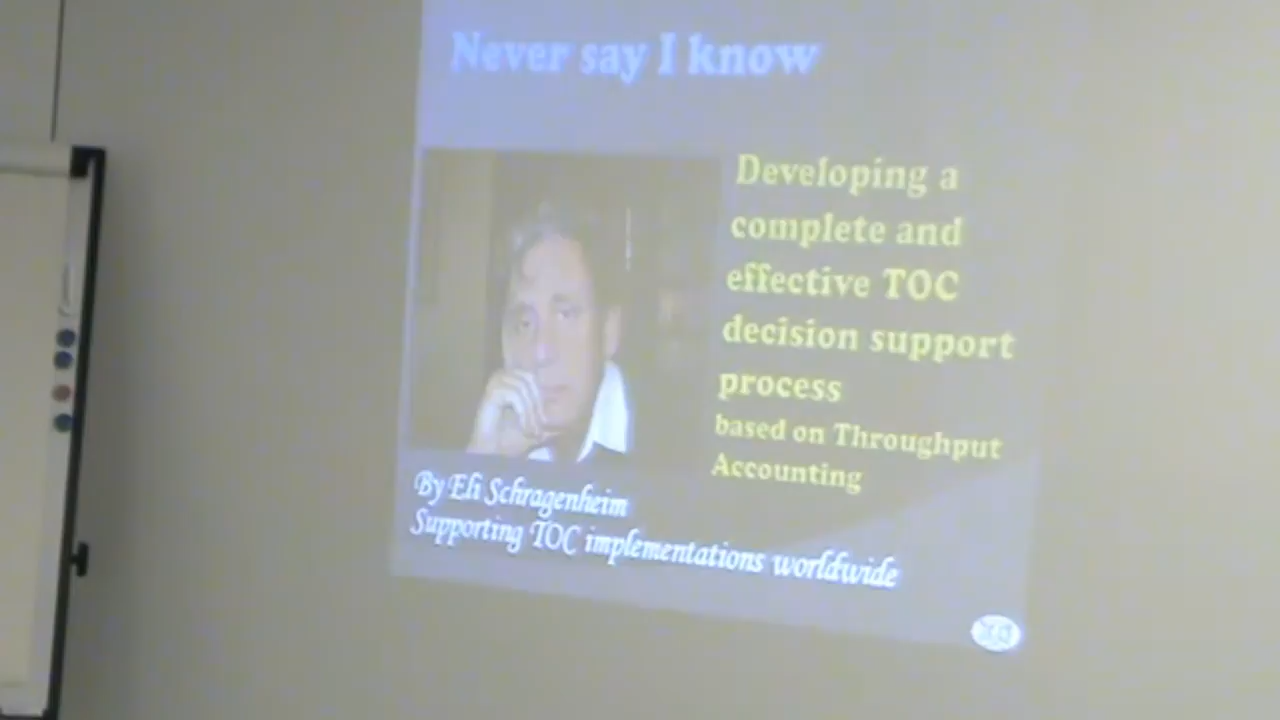 Never say I know
Developing a
complete and
effective TOC
decision support
process
based on Throughput
Accounting
By Eli Schragenheim
Supporting TOC implementations worldwide